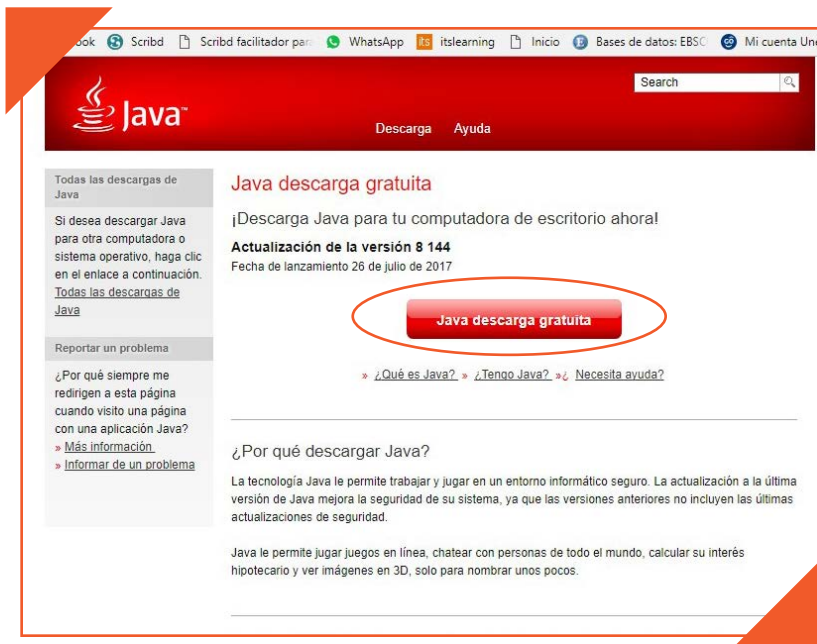 ook Scribd Scribd facilitador par WhatsApp its itslearning Inicio E Bases de datos: EBSC Mi cuenta Une
Search
Java™
Descarga Ayuda
Todas las descargas de
Java
Si desea descargar Java
para otra computadora o
sistema operativo, haga clic
en el enlace a continuación.
Todas las descargas de
Java
Reportar un problema
¿Por qué siempre me
redirigen a esta página
cuando visito una página
con una aplicación Java?
» Más información
» Informar de un problema
Java descarga gratuita
¡Descarga Java para tu computadora de escritorio ahora!
Actualización de la versión 8 144
Fecha de lanzamiento 26 de julio de 2017
Java descarga gratuita
» ¿Qué es Java? » ¿Tengo Java? »¿ Necesita ayuda?
¿Por qué descargar Java?
La tecnología Java le permite trabajar y jugar en un entorno informático seguro. La actualización a la última
versión de Java mejora la seguridad de su sistema, ya que las versiones anteriores no incluyen las últimas
actualizaciones de seguridad.
Java le permite jugar juegos en línea, chatear con personas de todo el mundo, calcular su interés
hipotecario y ver imágenes en 3D, solo para nombrar unos pocos.